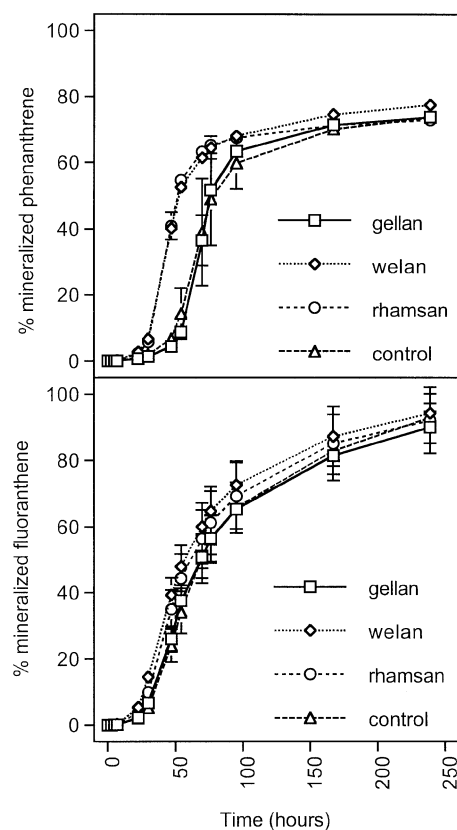 100
80
60
40
20
0
% mineralized phenanthrene
gellan
welan
rhamsan
control
100
80
60
40
20
0
% mineralized fluoranthene
gellan
welan
rhamsan
control
0
50
100
150
200
250
Time (hours)